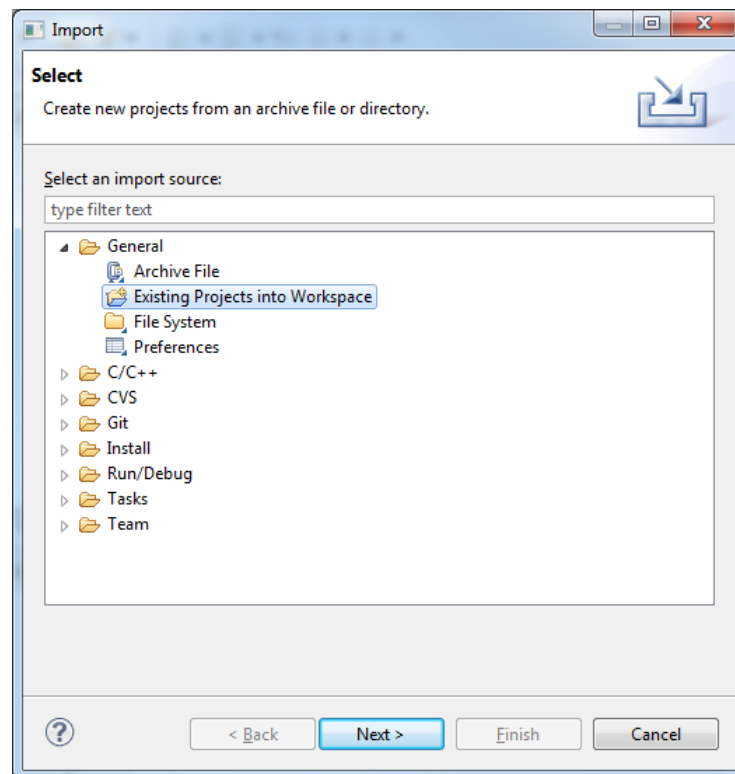 Import
Select
Create new projects from an archive file or directory.
Select an import source:
type filter text
General
Archive File
Existing Projects into Workspace
File System
Preferences
C/C++
CVS
Git
Install
Run/Debug
Tasks
Team
? < Back Next > Finish Cancel